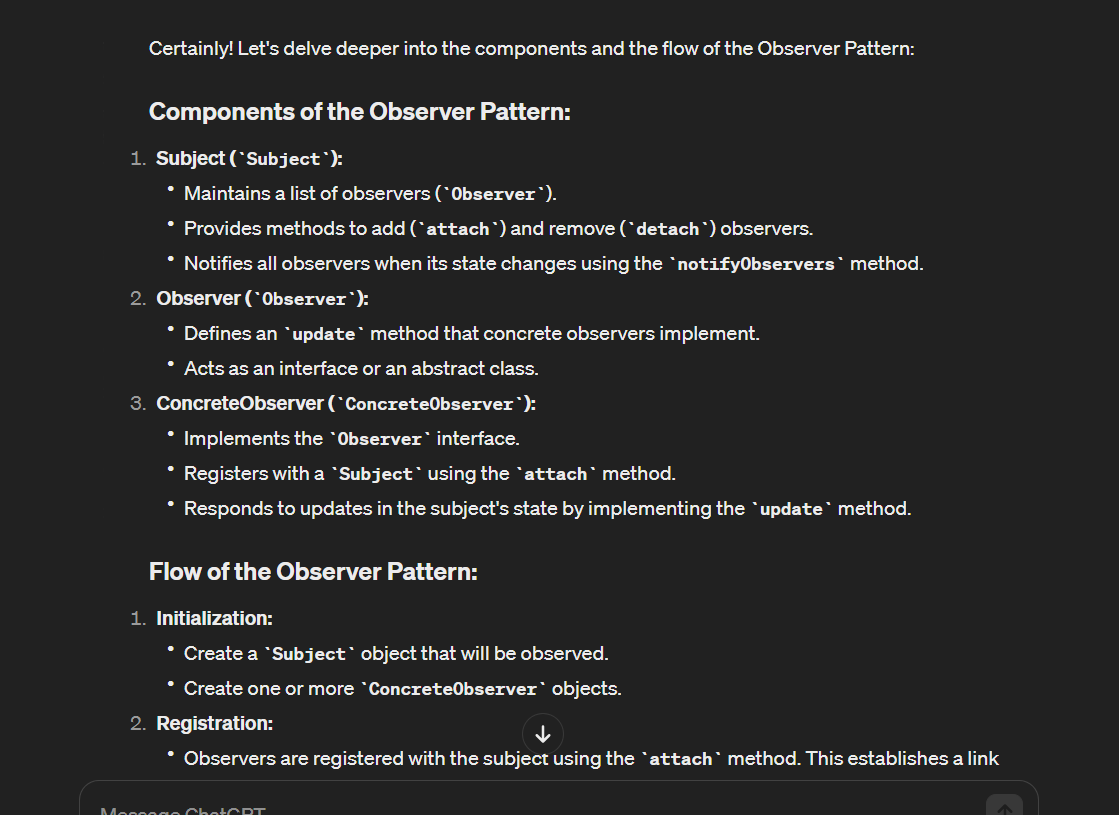 Certainly! Let's delve deeper into the components and the flow of the Observer Pattern:
Components of the Observer Pattern:
1. Subject (`Subject`):
• Maintains a list of observers (`Observer`).
• Provides methods to add (`attach`) and remove (`detach`) observers.
• Notifies all observers when its state changes using the `notifyObservers` method.
2. Observer (`Observer`):
• Defines an `update` method that concrete observers implement.
• Acts as an interface or an abstract class.
3. ConcreteObserver (`ConcreteObserver`):
• Implements the `Observer` interface.
• Registers with a `Subject` using the `attach` method.
• Responds to updates in the subject's state by implementing the `update` method.
Flow of the Observer Pattern:
1. Initialization:
• Create a `Subject` object that will be observed.
• Create one or more `ConcreteObserver` objects.
2. Registration:
• Observers are registered with the subject using the `attach` method. This establishes a link
Message ChatGPT